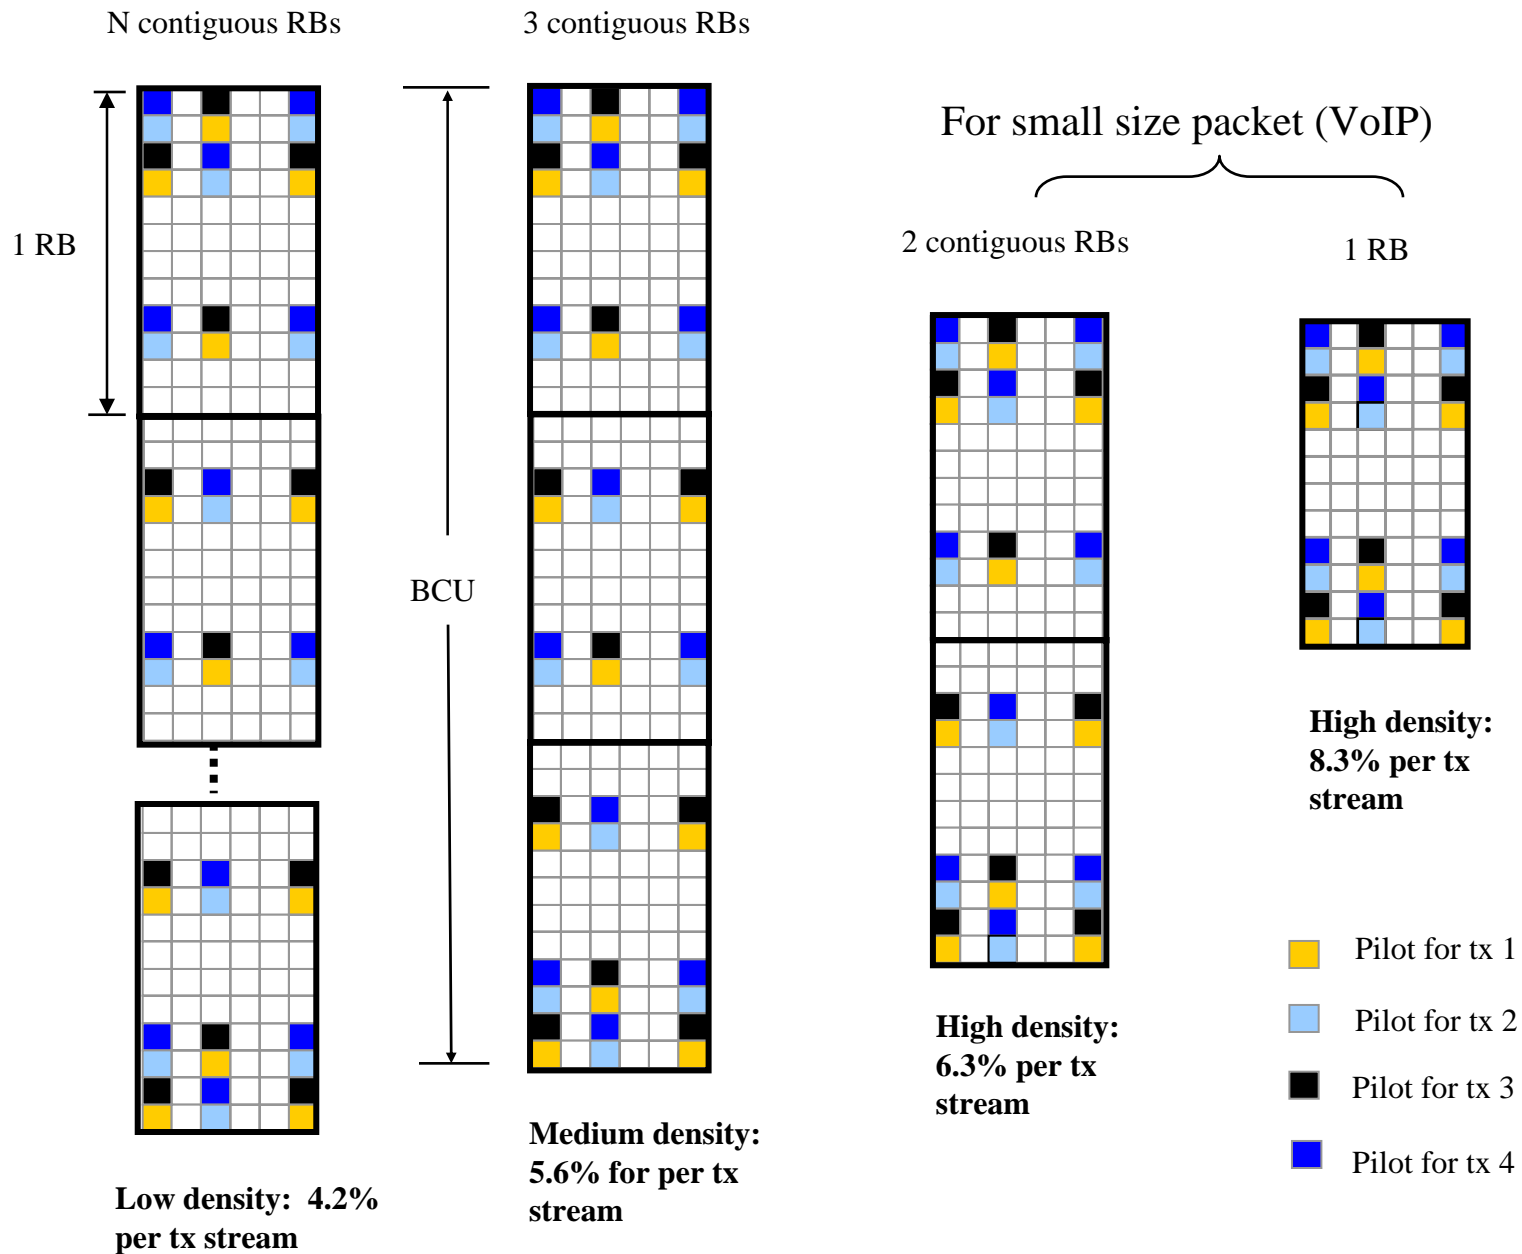 N contiguous RBs
3 contiguous RBs
For small size packet (VoIP)
1 RB
2 contiguous RBs
1 RB
BCU
High density:
8.3% per tx
stream
High density:
6.3% per tx
stream
Medium density:
5.6% for per tx
stream
Low density:  4.2%
per tx stream
Pilot for tx 1
Pilot for tx 2
Pilot for tx 3
Pilot for tx 4